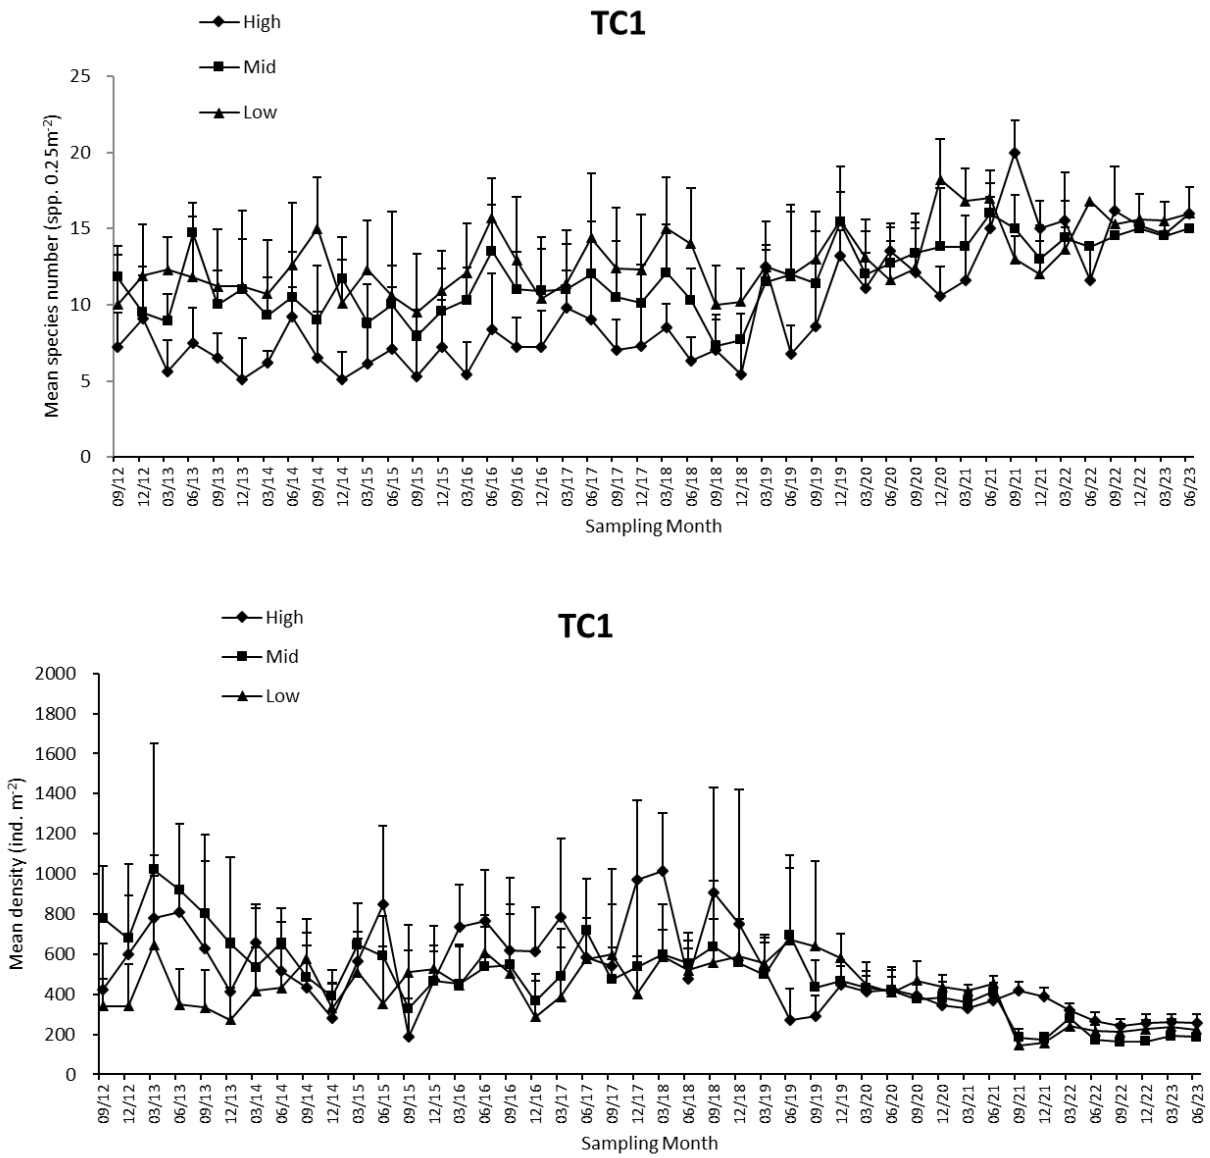 TC1
High
Mid
Low
Mean species number (spp. 0.25m⁻²)
25
20
15
10
5
0
09/12 12/12 03/13 06/13 09/13 12/13 03/14 06/14 09/14 12/14 03/15 06/15 09/15 12/15 03/16 06/16 09/16 12/16 03/17 06/17 09/17 12/17 03/18 06/18 09/18 12/18 03/19 06/19 09/19 12/19 03/20 06/20 09/20 12/20 03/21 06/21 09/21 12/21 03/22 06/22 09/22 12/22 03/23 06/23
Sampling Month
TC1
High
Mid
Low
Mean density (ind. m⁻²)
2000
1800
1600
1400
1200
1000
800
600
400
200
0
09/12 12/12 03/13 06/13 09/13 12/13 03/14 06/14 09/14 12/14 03/15 06/15 09/15 12/15 03/16 06/16 09/16 12/16 03/17 06/17 09/17 12/17 03/18 06/18 09/18 12/18 03/19 06/19 09/19 12/19 03/20 06/20 09/20 12/20 03/21 06/21 09/21 12/21 03/22 06/22 09/22 12/22 03/23 06/23
Sampling Month